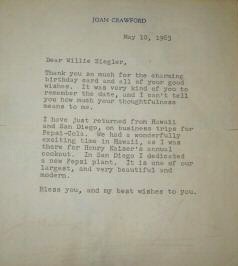 JOAN CRAWFORD
May 10, 1963
Dear Willie Ziegler,
Thank you so much for the charming
birthday card and all of your good
wishes. It was very kind of you to
remember the date, and I can't tell
you how much your thoughtfulness
means to me.
I have just returned from Hawaii
and San Diego, on business trips for
Pepsi-Cola. We had a wonderfully
exciting time in Hawaii, as I was
there for Henry Kaiser's annual
cookout. In San Diego I dedicated
a new Pepsi plant. It is one of our
largest, and very beautiful and
modern.
Bless you, and my best wishes to you.